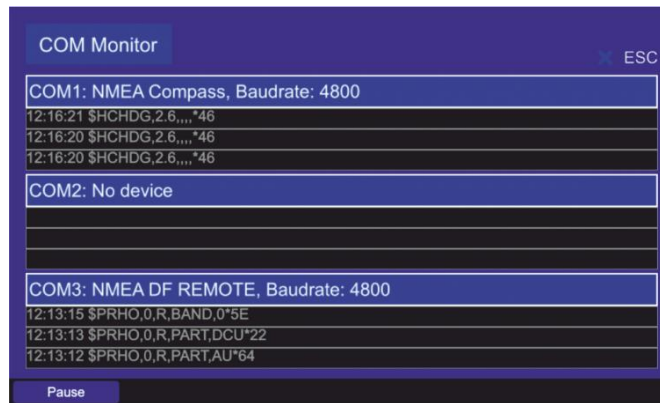 COM Monitor
ESC
COM1: NMEA Compass, Baudrate: 4800
12:16:21 $HCHDG,2.6,,,,*46
12:16:20 $HCHDG,2.6,,,,*46
12:16:20 $HCHDG,2.6,,,,*46
COM2: No device
COM3: NMEA DF REMOTE, Baudrate: 4800
12:13:15 $PRHO,0,R,BAND,0*5E
12:13:13 $PRHO,0,R,PART,DCU*22
12:13:12 $PRHO,0,R,PART,AU*64
Pause